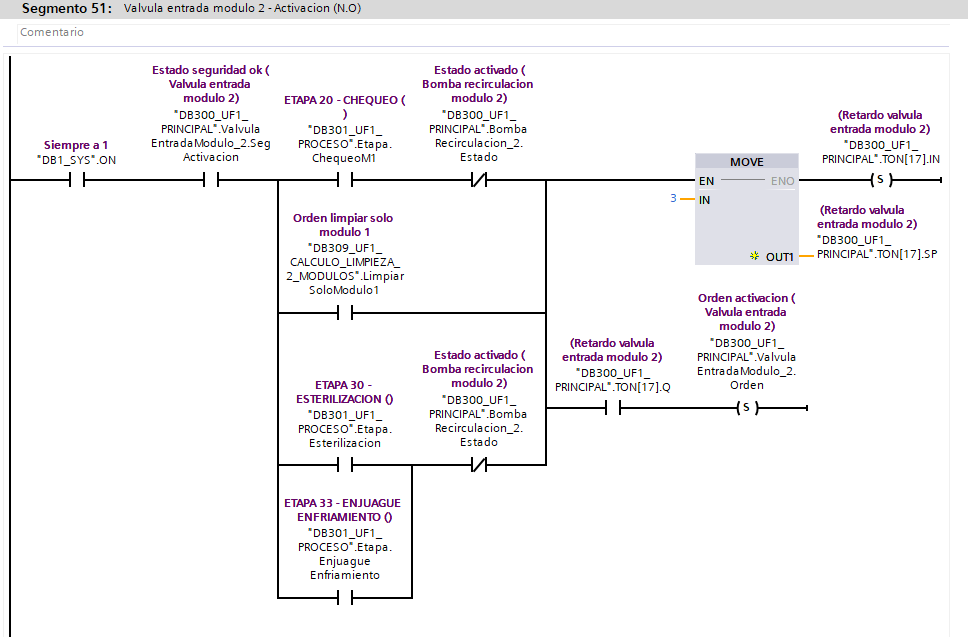 Segmento 51: Valvula entrada modulo 2 - Activacion (N.O)
Comentario
Siempre a 1
"DB1_SYS".ON
Estado seguridad ok (
Valvula entrada
modulo 2)
"DB300_UF1_
PRINCIPAL".Valvula
EntradaModulo_2.Seg
Activacion
ETAPA 20 - CHEQUEO (
)
"DB301_UF1_
PROCESO".Etapa.
ChequeoM1
Estado activado (
Bomba recirculacion
modulo 2)
"DB300_UF1_
PRINCIPAL".Bomba
Recirculacion_2.
Estado
MOVE
EN
ENO
3
IN
OUT1
(Retardo valvula
entrada modulo 2)
"DB300_UF1_
PRINCIPAL".TON[17].IN
S
(Retardo valvula
entrada modulo 2)
"DB300_UF1_
PRINCIPAL".TON[17].SP
Orden limpiar solo
modulo 1
"DB309_UF1_
CALCULO_LIMPIEZA_
2_MODULOS".Limpiar
SoloModulo1
(Retardo valvula
entrada modulo 2)
"DB300_UF1_
PRINCIPAL".TON[17].Q
Orden activacion (
Valvula entrada
modulo 2)
"DB300_UF1_
PRINCIPAL".Valvula
EntradaModulo_2.
Orden
S
ETAPA 30 -
ESTERILIZACION ()
"DB301_UF1_
PROCESO".Etapa.
Esterilizacion
Estado activado (
Bomba recirculacion
modulo 2)
"DB300_UF1_
PRINCIPAL".Bomba
Recirculacion_2.
Estado
ETAPA 33 - ENJUAGUE
ENFRIAMIENTO ()
"DB301_UF1_
PROCESO".Etapa.
Enjuague
Enfriamiento